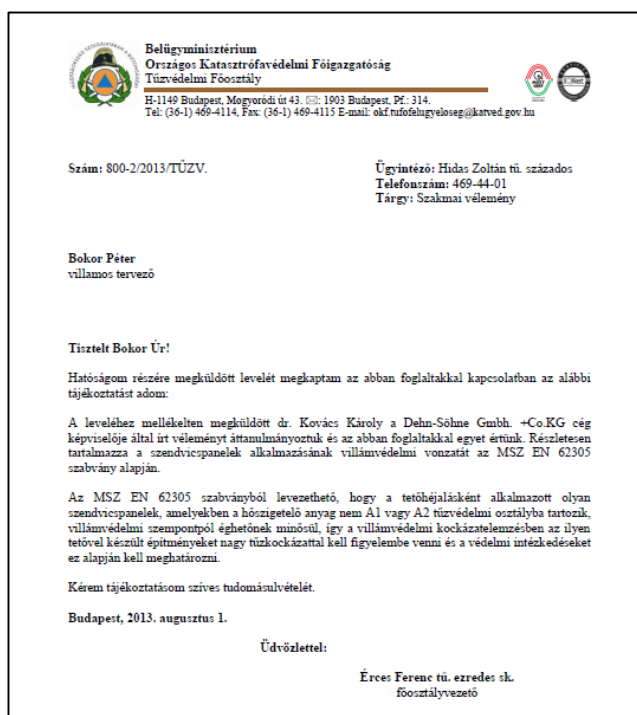 Belügyminisztérium
Országos Katasztrófavédelmi Főigazgatóság
Tűzvédelmi Főosztály
H-1149 Budapest, Mogyoródi út 43. ✉: 1903 Budapest, Pf.: 314.
Tel: (36-1) 469-4114, Fax: (36-1) 469-4115 E-mail: okf.tufofelugyeloseg@katved.gov.hu
Szám: 800-2/2013/TŰZV.
Ügyintéző: Hidas Zoltán tű. százados
Telefonszám: 469-44-01
Tárgy: Szakmai vélemény
Bokor Péter
villamos tervező
Tisztelt Bokor Úr!
Hatóságom részére megküldött levelét megkaptam az abban foglaltakkal kapcsolatban az alábbi
tájékoztatást adom:
A leveléhez mellékelten megküldött dr. Kovács Károly a Dehn-Söhne Gmbh. +Co.KG cég
képviselője által írt véleményt áttanulmányoztuk és az abban foglaltakkal egyet értünk. Részletesen
tartalmazza a szendvicspanelek alkalmazásának villámvédelmi vonzatát az MSZ EN 62305
szabvány alapján.
Az MSZ EN 62305 szabványból levezethető, hogy a tetőhéjalásként alkalmazott olyan
szendvicspanelek, amelyekben a hőszigetelő anyag nem A1 vagy A2 tűzvédelmi osztályba tartozik,
villámvédelmi szempontból éghetőnek minősül, így a villámvédelmi kockázatelemzésben az ilyen
tetővel készült építményeket nagy tűzkockázattal kell figyelembe venni és a védelmi intézkedéseket
ez alapján kell meghatározni.
Kérem tájékoztatásom szíves tudomásulvételét.
Budapest, 2013. augusztus 1.
Üdvözlettel:
Érces Ferenc tű. ezredes sk.
főosztályvezető